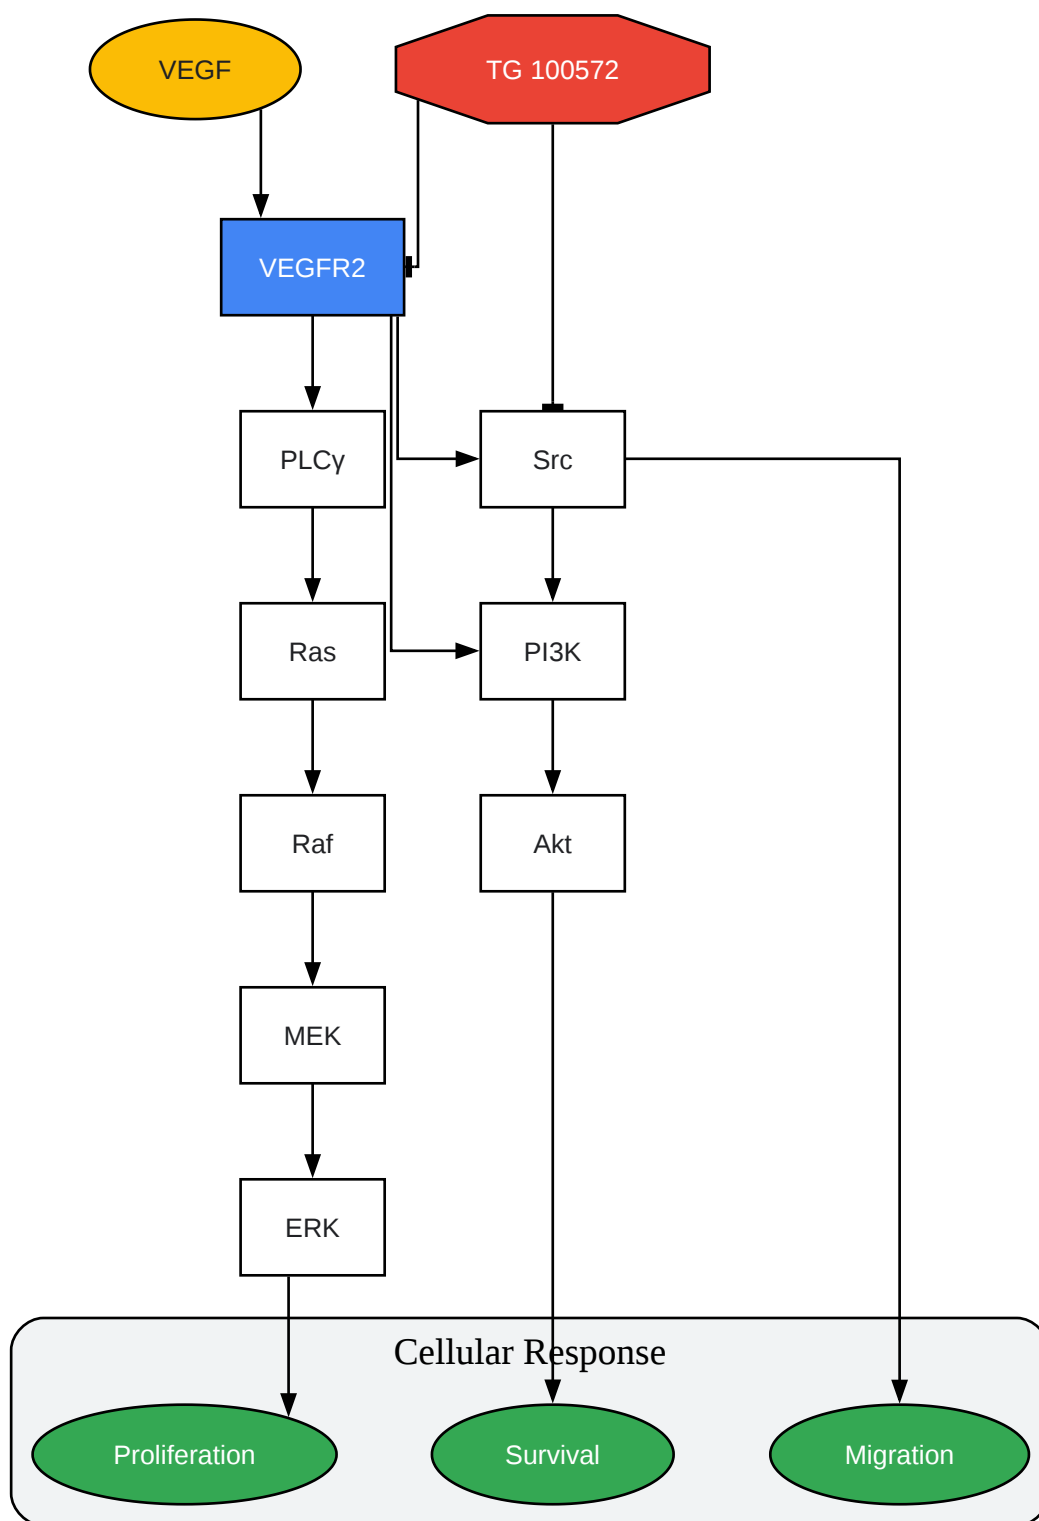 VEGF
TG 100572
VEGFR2
PLCγ
Src
Ras
PI3K
Raf
Akt
MEK
ERK
Cellular Response
Proliferation
Survival
Migration